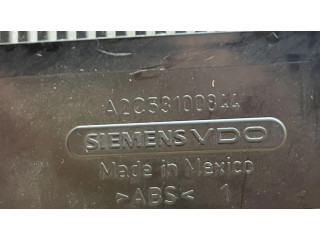 A2C53100844
SIEMENS VDO
Made in Mexico
>ABS< 1